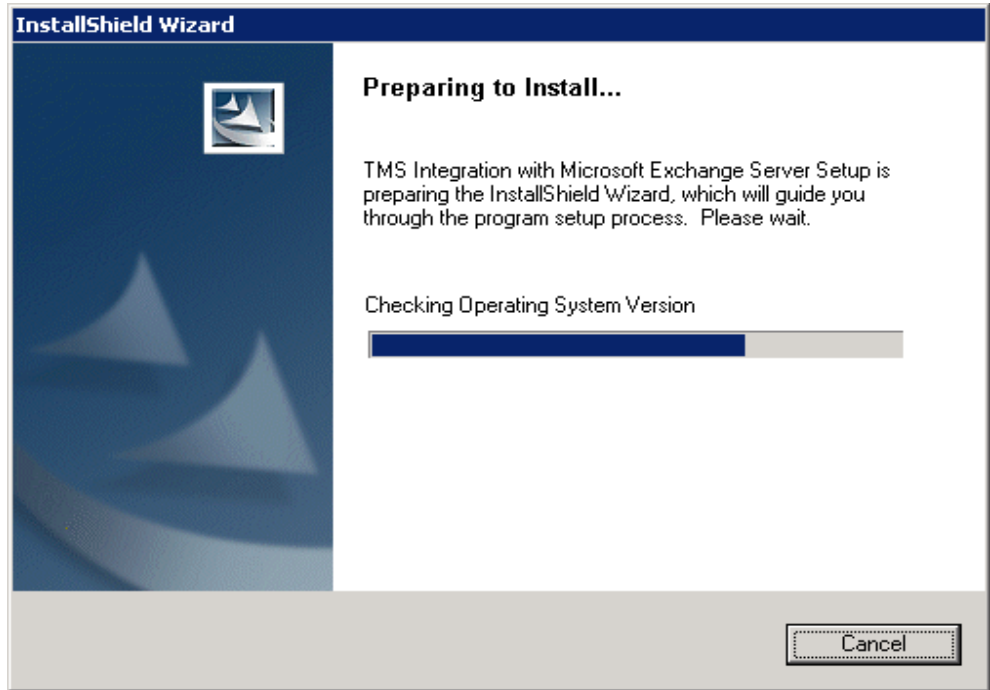 InstallShield Wizard
Preparing to Install...
TMS Integration with Microsoft Exchange Server Setup is
preparing the InstallShield Wizard, which will guide you
through the program setup process.  Please wait.
Checking Operating System Version
Cancel